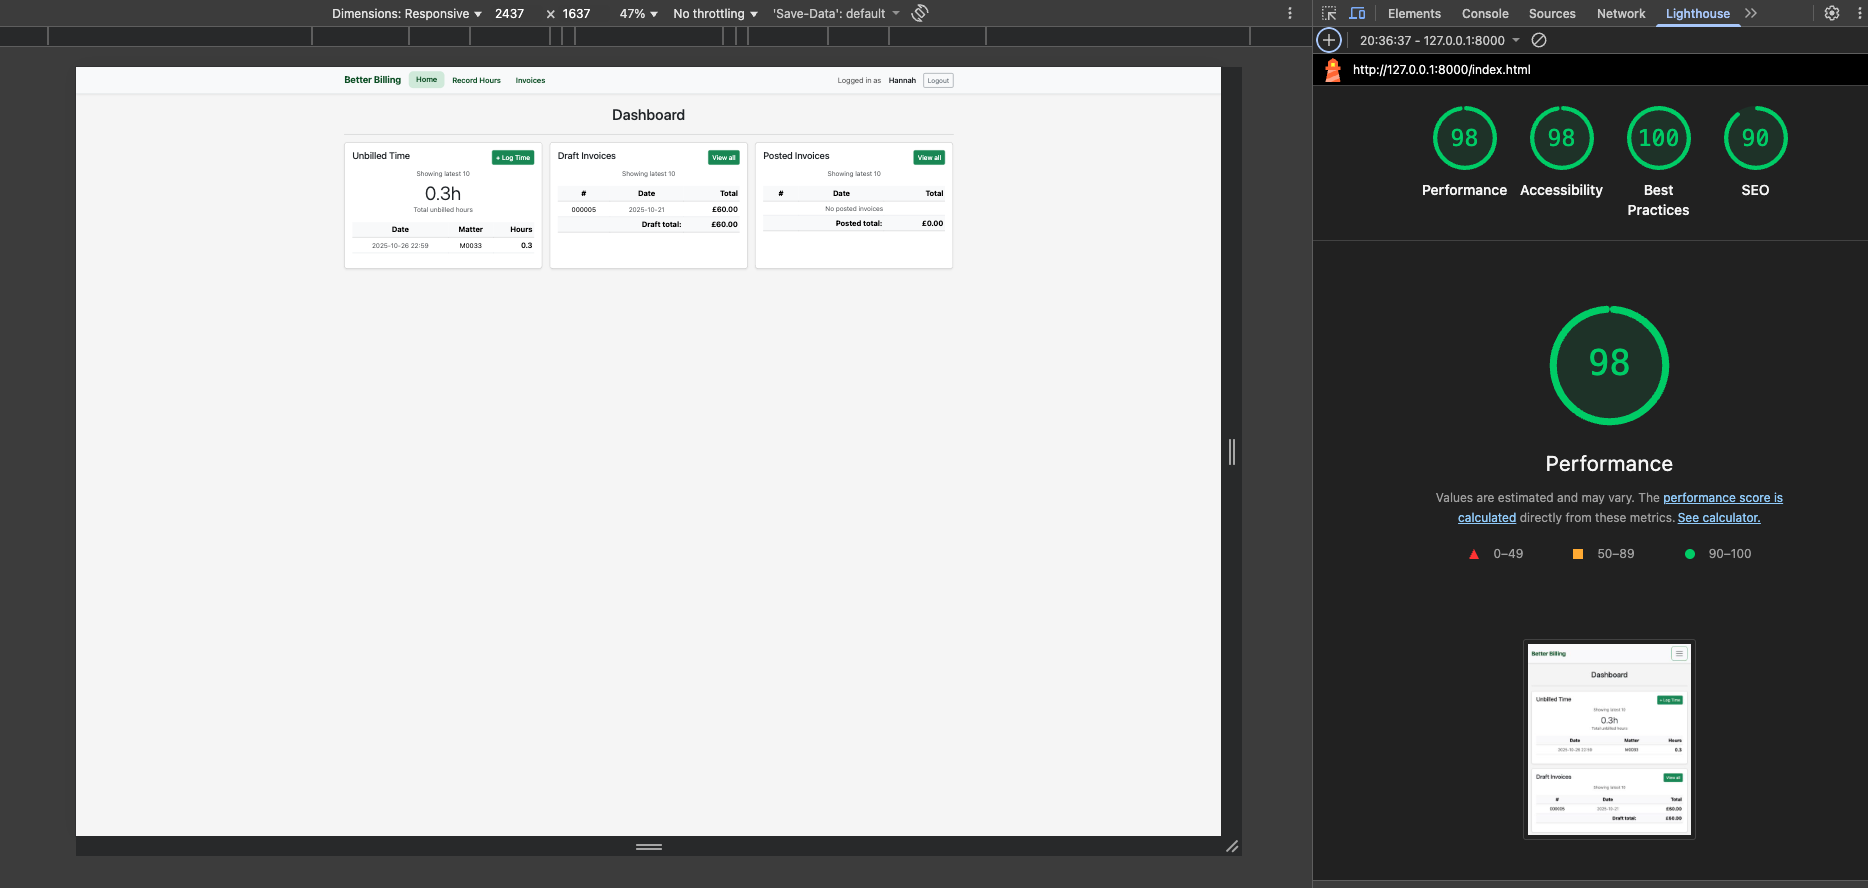 Dimensions: Responsive 2437 × 1637 47% No throttling 'Save-Data': default
Elements Console Sources Network Lighthouse
20:36:37 - 127.0.0.1:8000
http://127.0.0.1:8000/index.html
Better Billing Home Record Hours Invoices Logged in as Hannah Logout
Dashboard
Unbilled Time + Log Time
Showing latest 10
0.3h
Total unbilled hours
Date Matter Hours
2025-10-26 22:59 M0033 0.3
Draft Invoices View all
Showing latest 10
# Date Total
000005 2025-10-21 £60.00
Draft total: £60.00
Posted Invoices View all
Showing latest 10
# Date Total
No posted invoices
Posted total: £0.00
98 98 100 90
Performance Accessibility Best Practices SEO
98
Performance
Values are estimated and may vary. The performance score is
calculated directly from these metrics. See calculator.
0–49 50–89 90–100
Better Billing
Dashboard
Unbilled Time + Log Time
Showing latest 10
0.3h
Total unbilled hours
Date Matter Hours
2025-10-26 22:59 M0033 0.3
Draft Invoices View all
Showing latest 10
# Date Total
000005 2025-10-21 £60.00
Draft total: £60.00